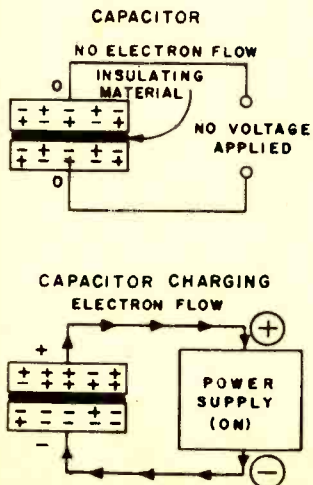 CAPACITOR
NO ELECTRON FLOW
INSULATING
MATERIAL
O
NO VOLTAGE
APPLIED
O
CAPACITOR CHARGING
ELECTRON FLOW
+
+
POWER
SUPPLY
(ON)
−
−